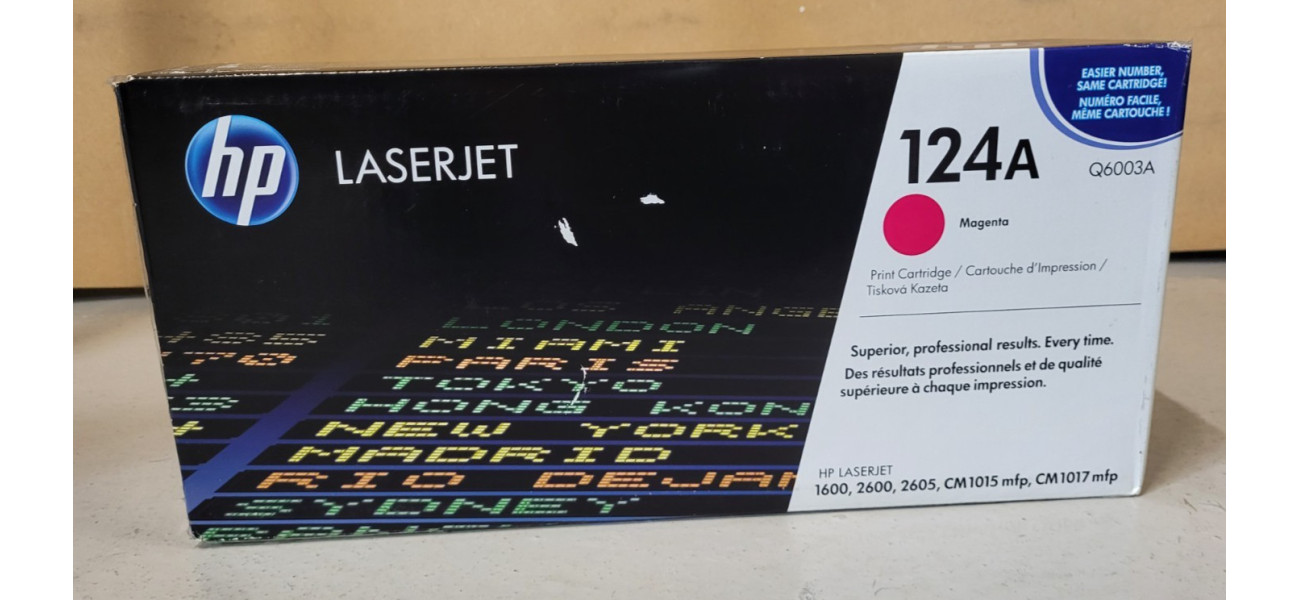 hp
LASERJET
EASIER NUMBER,
SAME CARTRIDGE!
NUMÉRO FACILE,
MÊME CARTOUCHE !
124A
Q6003A
Magenta
Print Cartridge / Cartouche d'Impression /
Tisková Kazeta
Superior, professional results. Every time.
Des résultats professionnels et de qualité
supérieure à chaque impression.
HP LASERJET
1600, 2600, 2605, CM1015 mfp, CM1017 mfp
LONDON
MIAMI
PARIS
TOKYO
HONG KON
NEW YORK
MADRID
RIO DEJAN
SYDNEY